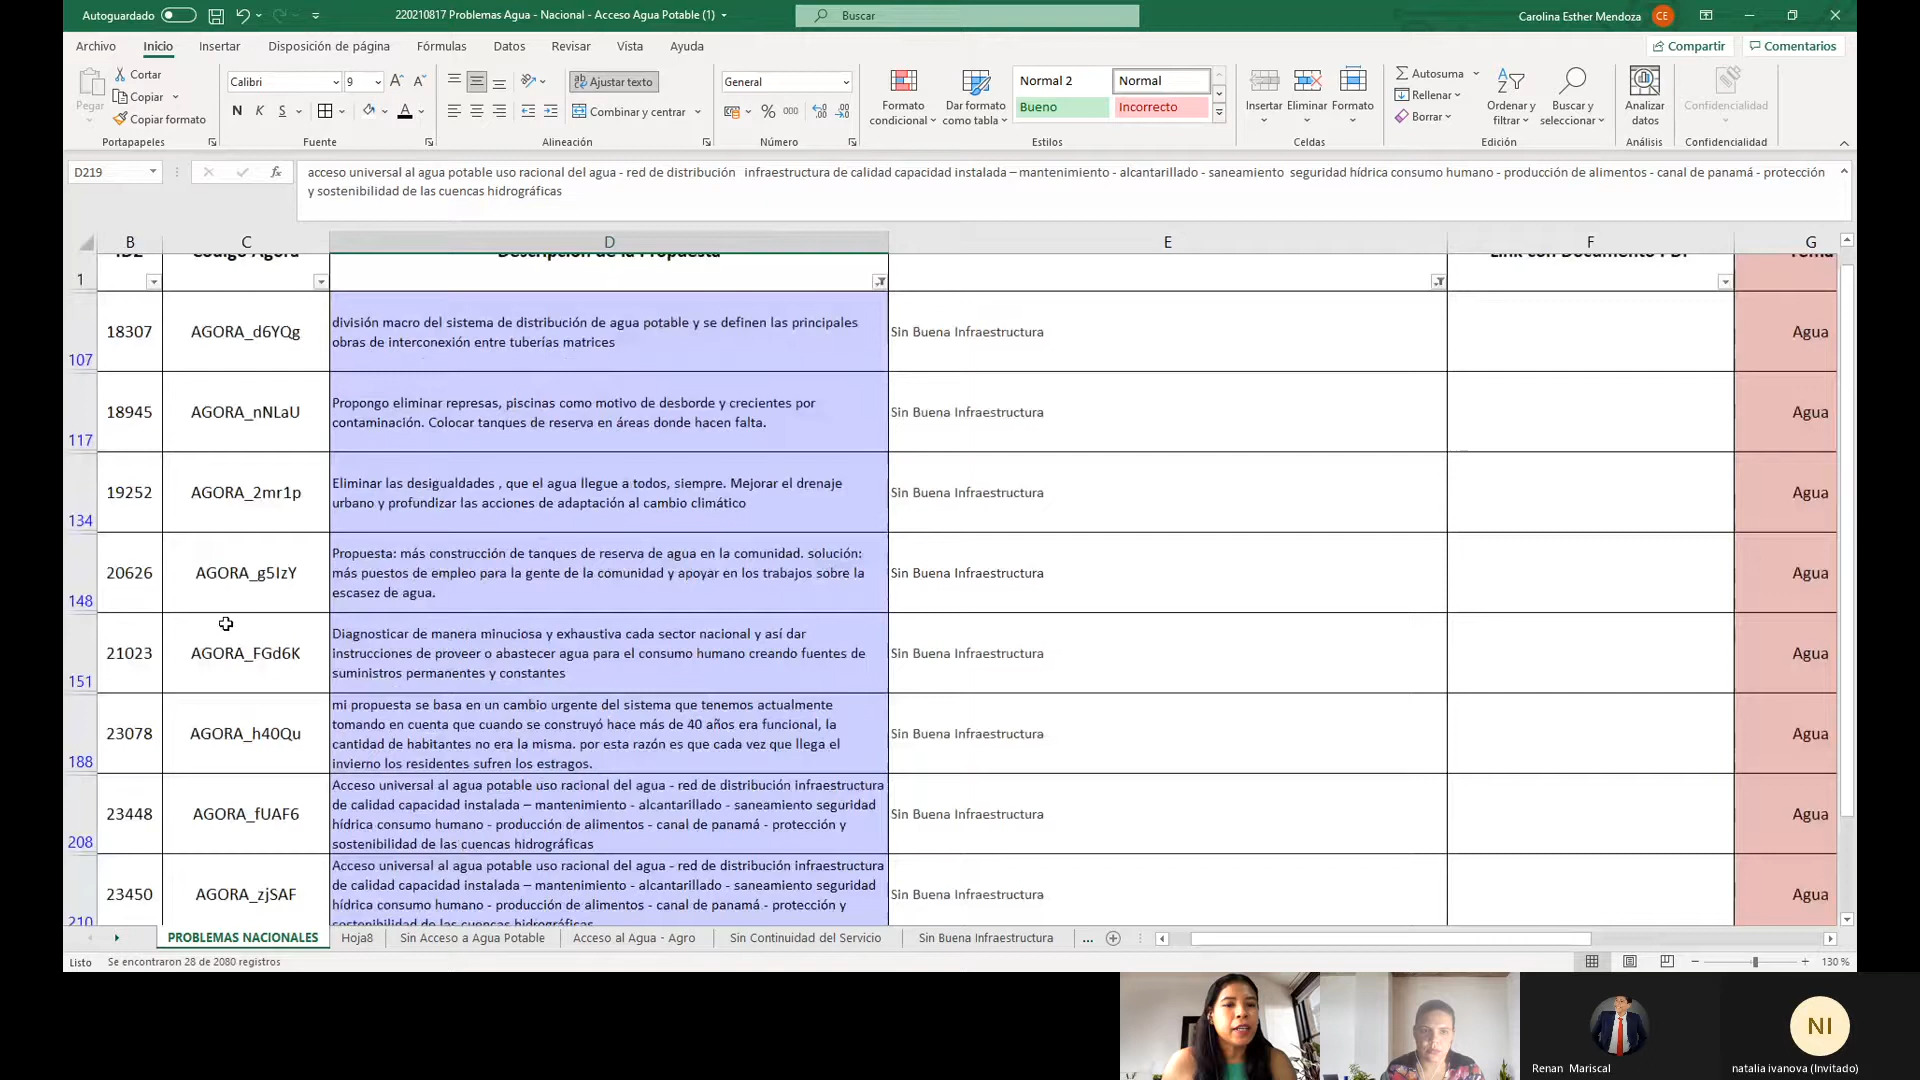 Autoguardado
220210817 Problemas Agua - Nacional - Acceso Agua Potable (1)
Buscar
Carolina Esther Mendoza
CE
Archivo Inicio Insertar Disposición de página Fórmulas Datos Revisar Vista Ayuda
Compartir Comentarios
Pegar
Cortar
Copiar
Copiar formato
Portapapeles
Calibri 9
N K S
Fuente
Ajustar texto
Combinar y centrar
Alineación
General
% 000
Número
Formato condicional
Dar formato como tabla
Normal 2 Normal
Bueno Incorrecto
Estilos
Insertar Eliminar Formato
Celdas
Autosuma
Rellenar
Borrar
Ordenar y filtrar
Buscar y seleccionar
Edición
Analizar datos
Análisis
Confidencialidad
Confidencialidad
D219
fx
acceso universal al agua potable uso racional del agua - red de distribución infraestructura de calidad capacidad instalada – mantenimiento - alcantarillado - saneamiento seguridad hídrica consumo humano - producción de alimentos - canal de panamá - protección
y sostenibilidad de las cuencas hidrográficas
B C D E F G
1 ID2 Código Agora Descripción de la Propuesta Link con Documento PDF Tema
107 18307 AGORA_d6YQg
división macro del sistema de distribución de agua potable y se definen las principales
obras de interconexión entre tuberías matrices
Sin Buena Infraestructura
Agua
117 18945 AGORA_nNLaU
Propongo eliminar represas, piscinas como motivo de desborde y crecientes por
contaminación. Colocar tanques de reserva en áreas donde hacen falta.
Sin Buena Infraestructura
Agua
134 19252 AGORA_2mr1p
Eliminar las desigualdades , que el agua llegue a todos, siempre. Mejorar el drenaje
urbano y profundizar las acciones de adaptación al cambio climático
Sin Buena Infraestructura
Agua
148 20626 AGORA_g5IzY
Propuesta: más construcción de tanques de reserva de agua en la comunidad. solución:
más puestos de empleo para la gente de la comunidad y apoyar en los trabajos sobre la
escasez de agua.
Sin Buena Infraestructura
Agua
151 21023 AGORA_FGd6K
Diagnosticar de manera minuciosa y exhaustiva cada sector nacional y así dar
instrucciones de proveer o abastecer agua para el consumo humano creando fuentes de
suministros permanentes y constantes
Sin Buena Infraestructura
Agua
188 23078 AGORA_h40Qu
mi propuesta se basa en un cambio urgente del sistema que tenemos actualmente
tomando en cuenta que cuando se construyó hace más de 40 años era funcional, la
cantidad de habitantes no era la misma. por esta razón es que cada vez que llega el
invierno los residentes sufren los estragos.
Sin Buena Infraestructura
Agua
208 23448 AGORA_fUAF6
Acceso universal al agua potable uso racional del agua - red de distribución infraestructura
de calidad capacidad instalada – mantenimiento - alcantarillado - saneamiento seguridad
hídrica consumo humano - producción de alimentos - canal de panamá - protección y
sostenibilidad de las cuencas hidrográficas
Sin Buena Infraestructura
Agua
210 23450 AGORA_zjSAF
Acceso universal al agua potable uso racional del agua - red de distribución infraestructura
de calidad capacidad instalada – mantenimiento - alcantarillado - saneamiento seguridad
hídrica consumo humano - producción de alimentos - canal de panamá - protección y
sostenibilidad de las cuencas hidrográficas
Sin Buena Infraestructura
Agua
PROBLEMAS NACIONALES Hoja8 Sin Acceso a Agua Potable Acceso al Agua - Agro Sin Continuidad del Servicio Sin Buena Infraestructura ...
Listo Se encontraron 28 de 2080 registros
130 %
NI
Renan Mariscal
natalia ivanova (Invitado)